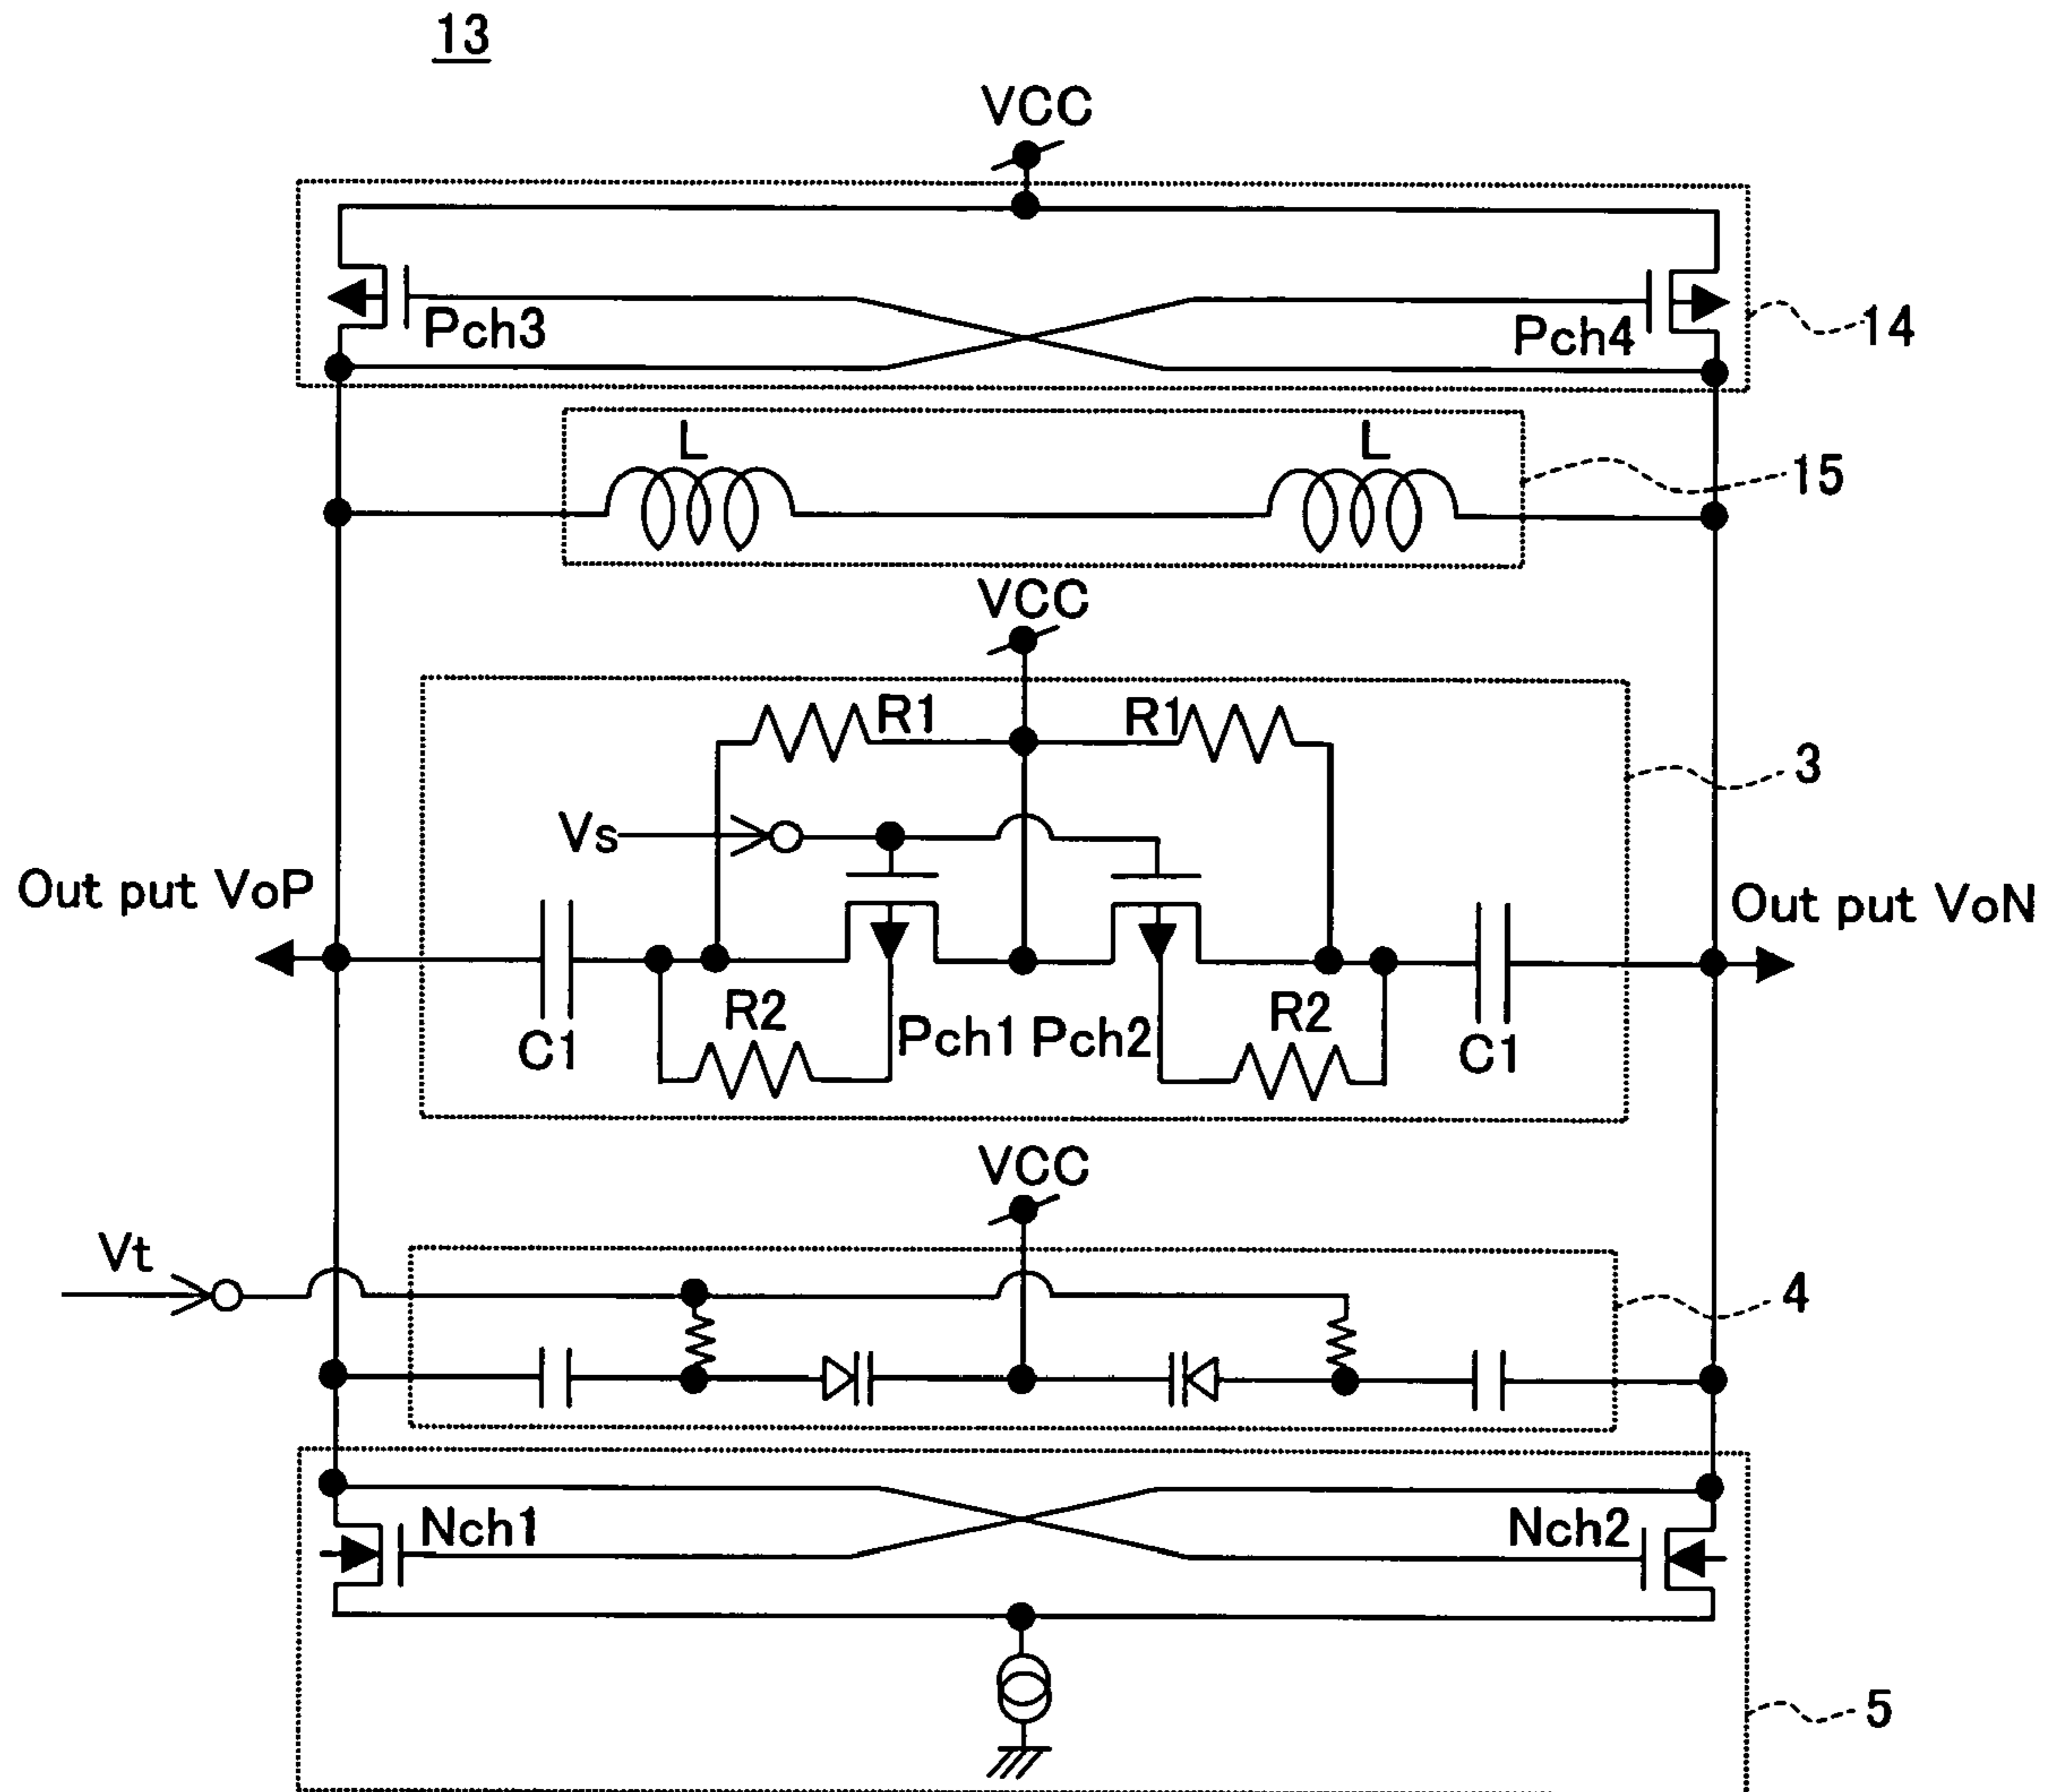 13
VCC
Pch3
Pch4
14
L
L
15
VCC
R1
R1
3
Vs
Out put VoP
Out put VoN
R2
Pch1
Pch2
R2
C1
C1
VCC
Vt
4
Nch1
Nch2
5